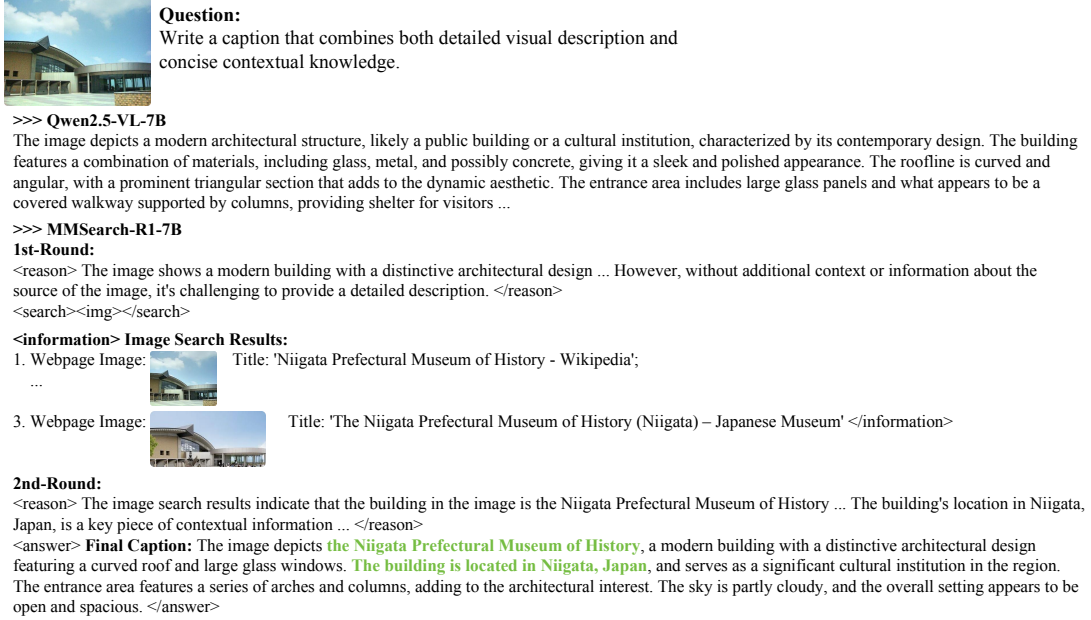 Question:
Write a caption that combines both detailed visual description and
concise contextual knowledge.
>>> Qwen2.5-VL-7B
The image depicts a modern architectural structure, likely a public building or a cultural institution, characterized by its contemporary design. The building
features a combination of materials, including glass, metal, and possibly concrete, giving it a sleek and polished appearance. The roofline is curved and
angular, with a prominent triangular section that adds to the dynamic aesthetic. The entrance area includes large glass panels and what appears to be a
covered walkway supported by columns, providing shelter for visitors ...
>>> MMSearch-R1-7B
1st-Round:
<reason> The image shows a modern building with a distinctive architectural design ... However, without additional context or information about the
source of the image, it's challenging to provide a detailed description. </reason>
<search><img></search>
<information> Image Search Results:
1. Webpage Image: Title: 'Niigata Prefectural Museum of History - Wikipedia';
...
3. Webpage Image: Title: 'The Niigata Prefectural Museum of History (Niigata) – Japanese Museum' </information>
2nd-Round:
<reason> The image search results indicate that the building in the image is the Niigata Prefectural Museum of History ... The building's location in Niigata,
Japan, is a key piece of contextual information ... </reason>
<answer> Final Caption: The image depicts the Niigata Prefectural Museum of History, a modern building with a distinctive architectural design
featuring a curved roof and large glass windows. The building is located in Niigata, Japan, and serves as a significant cultural institution in the region.
The entrance area features a series of arches and columns, adding to the architectural interest. The sky is partly cloudy, and the overall setting appears to be
open and spacious. </answer>